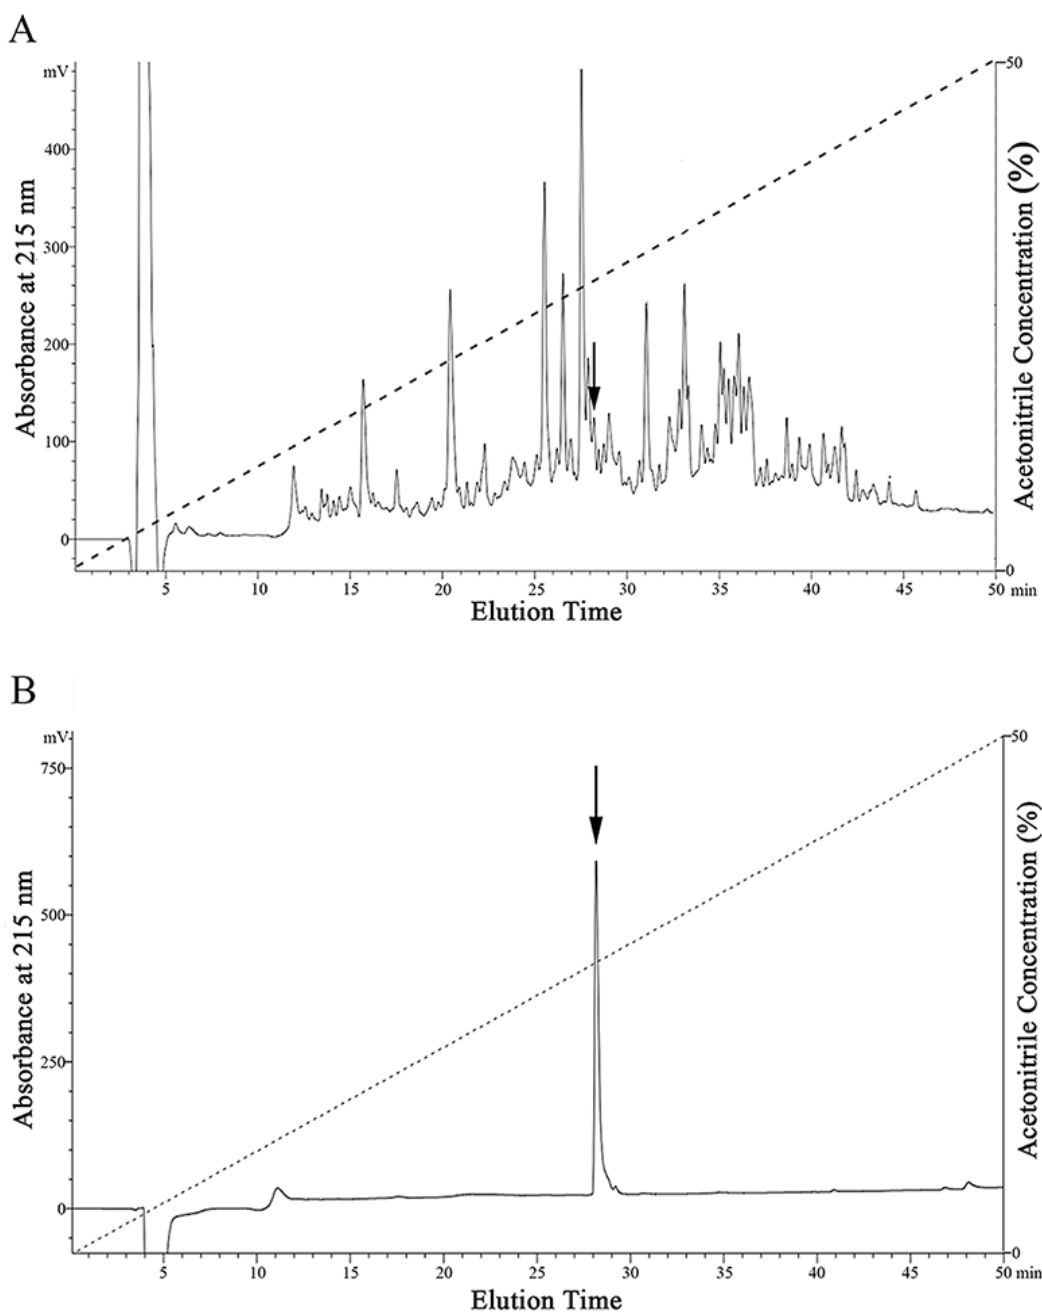 A
mV
400
300
200
100
0
Absorbance at 215 nm
50
0
Acetonitrile Concentration (%)
5 10 15 20 25 30 35 40 45 50 min
Elution Time
B
mV
750
500
250
0
Absorbance at 215 nm
50
0
Acetonitrile Concentration (%)
5 10 15 20 25 30 35 40 45 50 min
Elution Time